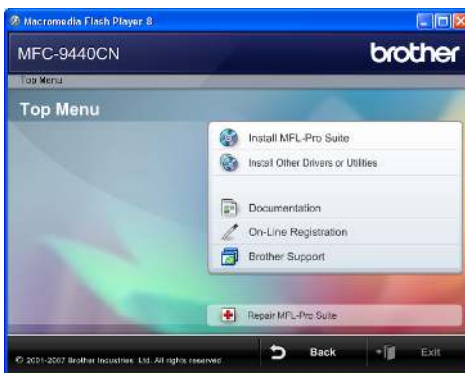 Macromedia Flash Player 8
MFC-9440CN
brother
Top Menu
Top Menu
Install MFL-Pro Suite
Install Other Drivers or Utilities
Documentation
On-Line Registration
Brother Support
Repair MFL-Pro Suite
© 2001-2007 Brother Industries, Ltd. All rights reserved.
Back
Exit